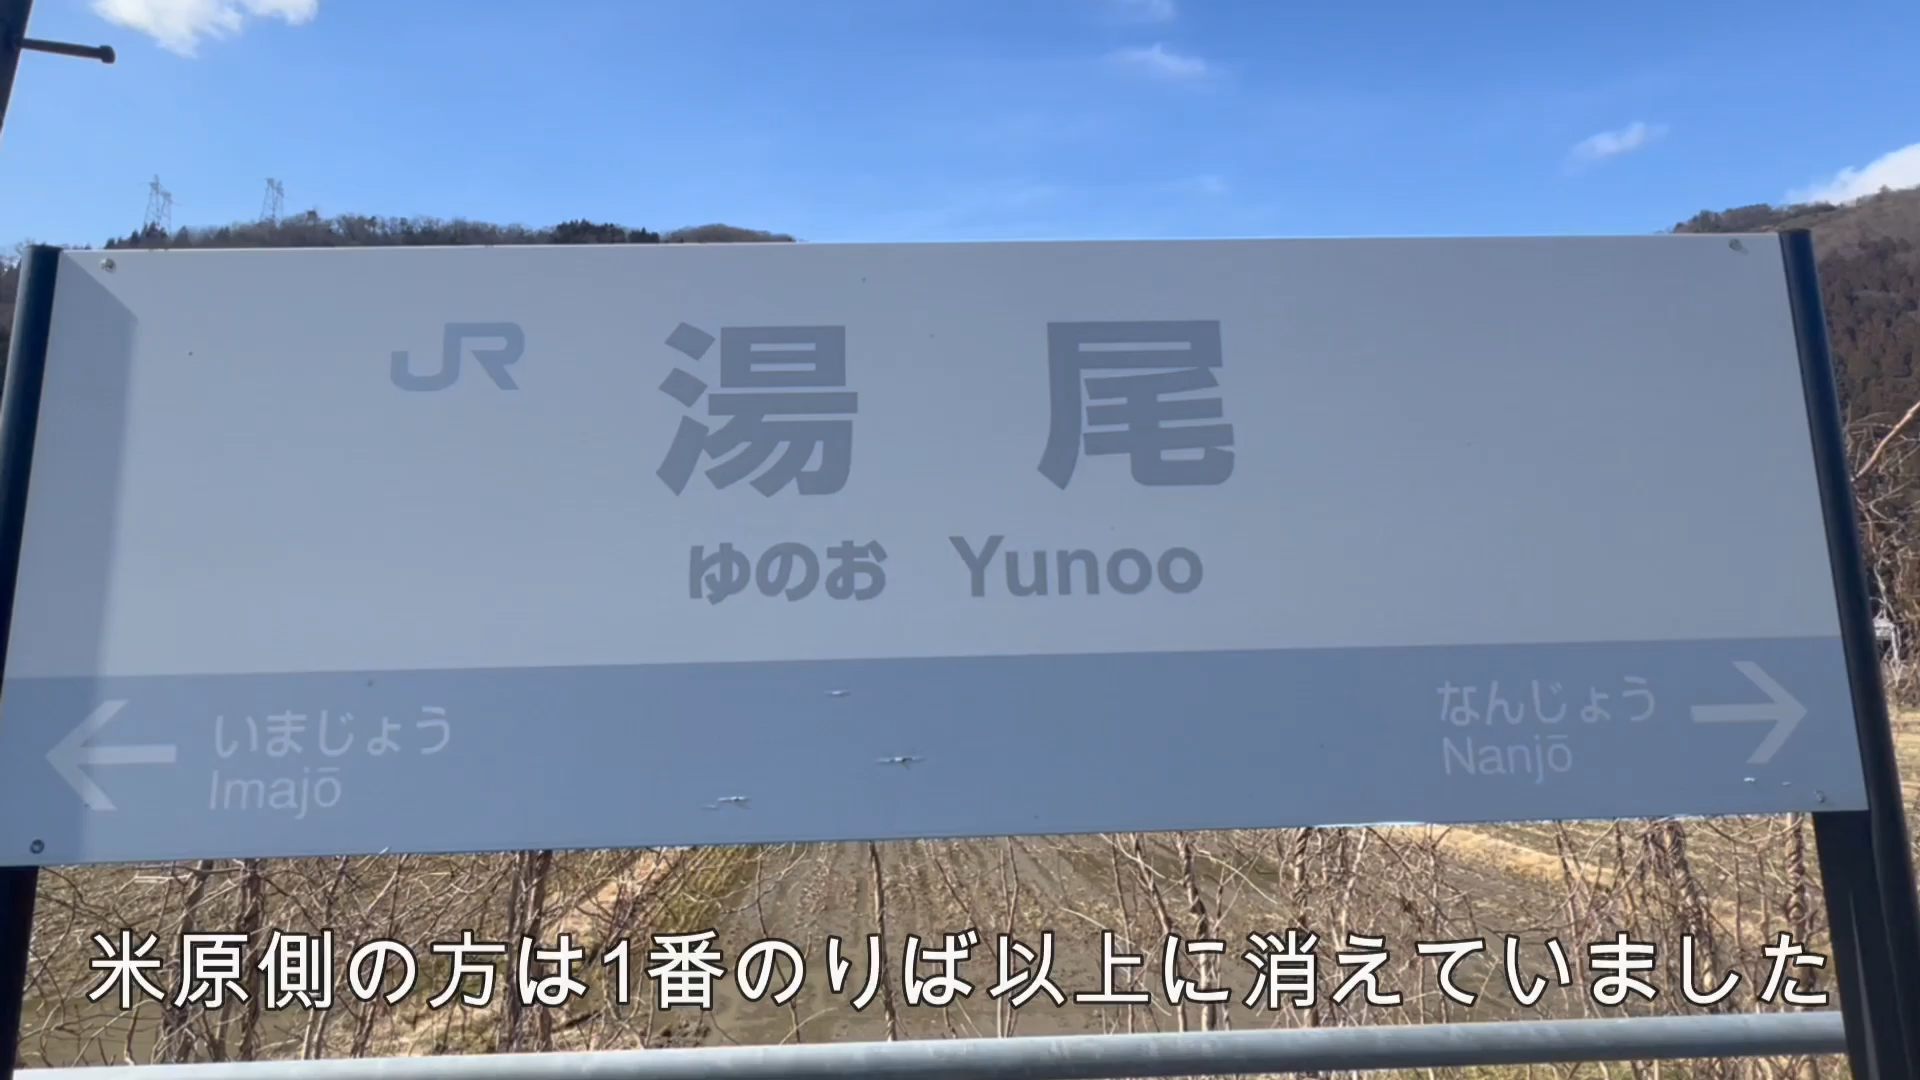 JR 湯尾
ゆのお Yunoo
いまじょう
Imajō
なんじょう
Nanjō
米原側の方は1番のりば以上に消えていました